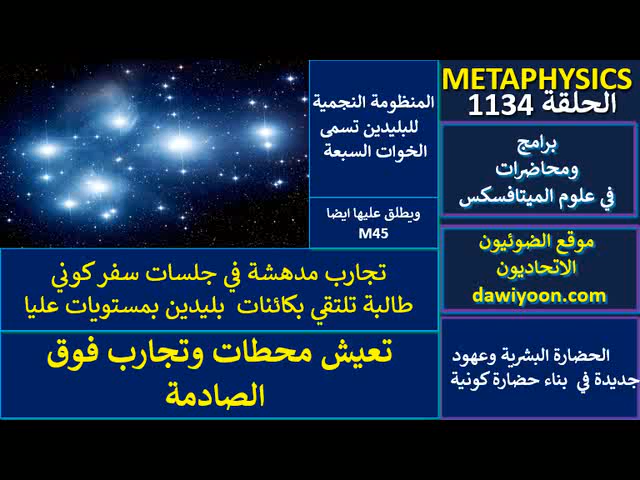 METAPHYSICS
الحلقة 1134
برامج
ومحاضرات
في علوم الميتافسكس
موقع الضوئيون
الاتحاديون
dawiyoon.com
الحضارة البشرية وعهود
جديدة في بناء حضارة كونية
المنظومة النجمية
للبليدين تسمى
الخوات السبعة
ويطلق عليها ايضا
M45
تجارب مدهشة في جلسات سفر كوني
طالبة تلتقي بكائنات بليدين بمستويات عليا
تعيش محطات وتجارب فوق
الصادمة